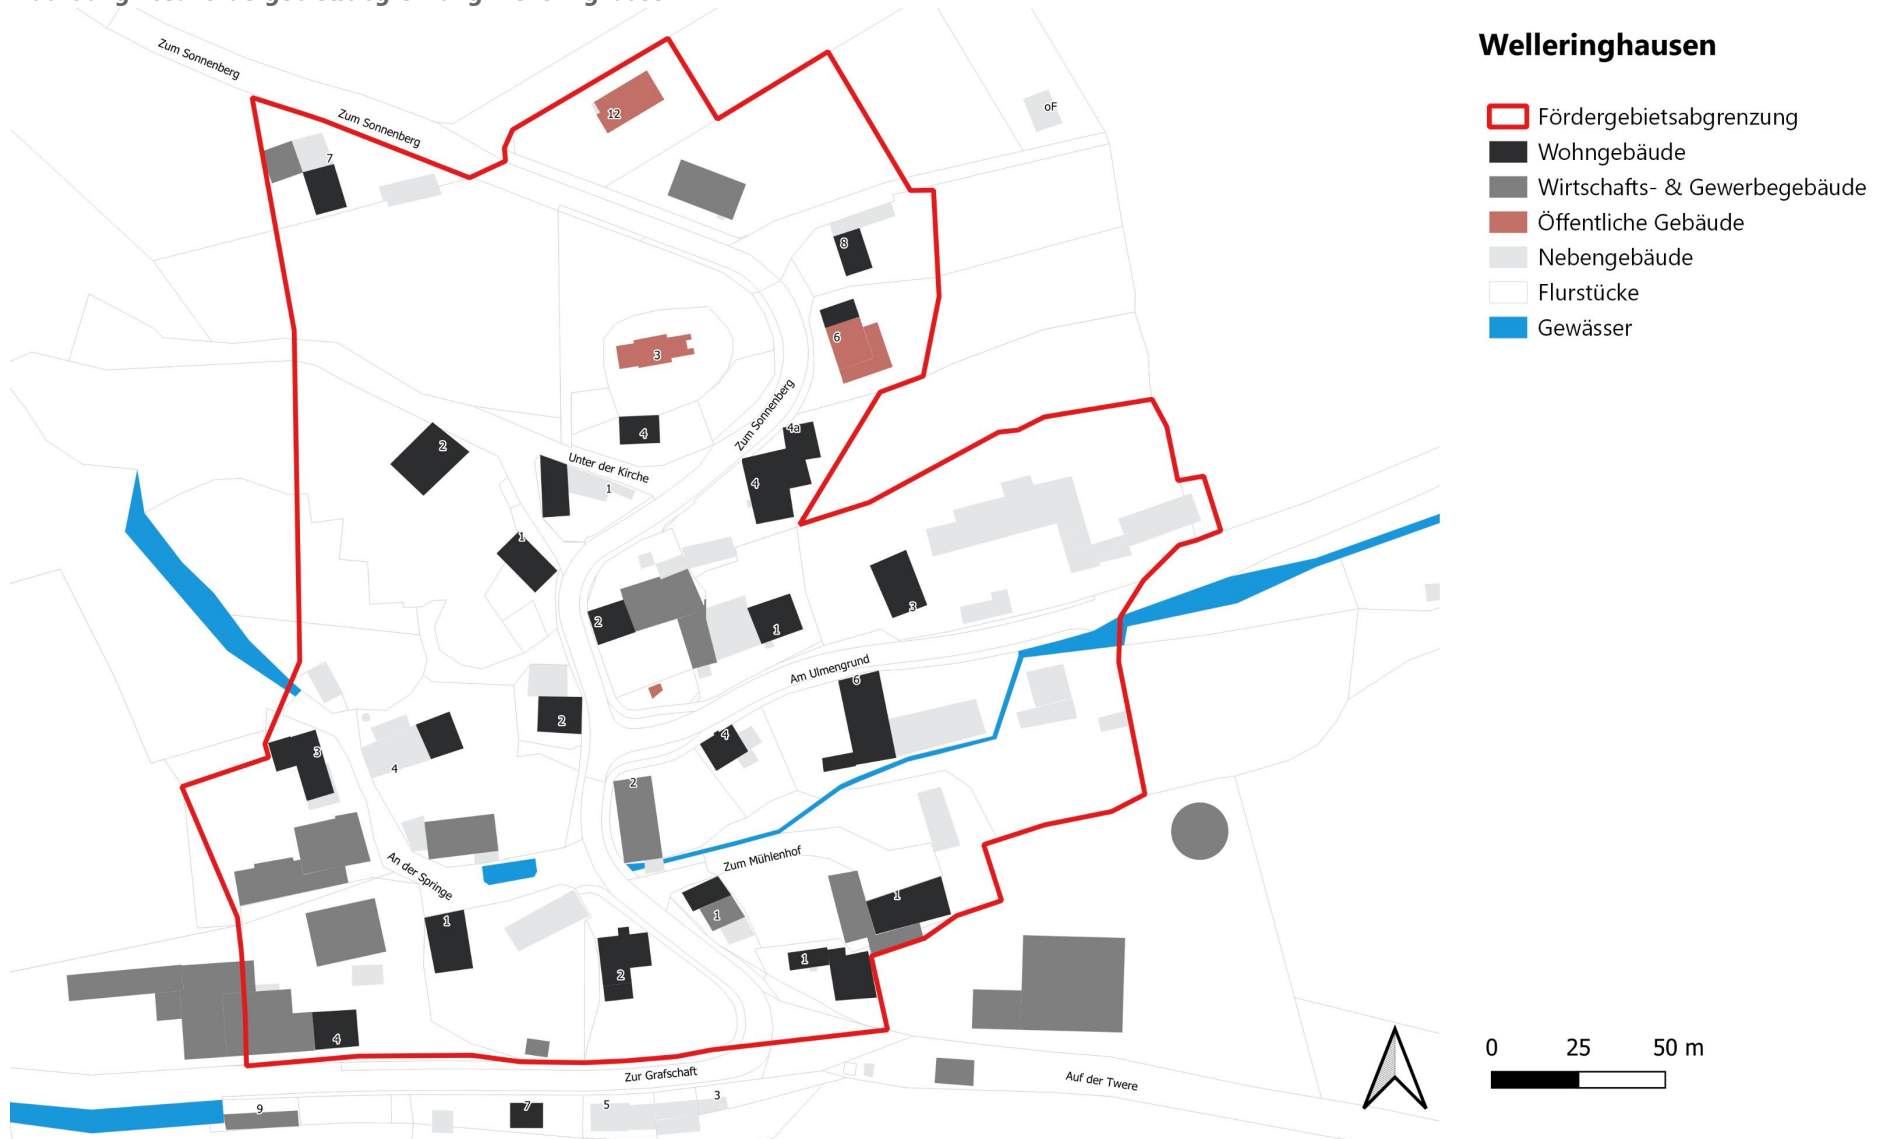 Zum Sonnenberg
Zum Sonnenberg
12
oF
7
8
6
3
4
Zum Sonnenberg
4a
4
2
Unter der Kirche
1
1
2
1
3
Am Ulmengrund
6
2
4
3
4
2
Zum Mühlenhof
An der Springe
1
1
1
2
1
4
Zur Grafschaft
Auf der Twere
9
7
5
3
Welleringhausen
Fördergebietsabgrenzung
Wohngebäude
Wirtschafts- & Gewerbegebäude
Öffentliche Gebäude
Nebengebäude
Flurstücke
Gewässer
0 25 50 m